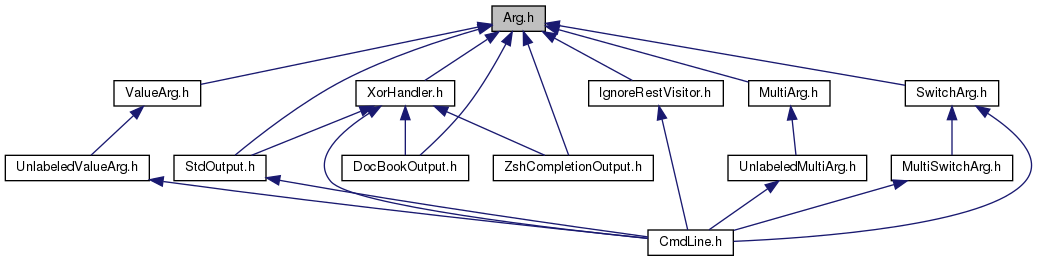 Arg.h
ValueArg.h
XorHandler.h
IgnoreRestVisitor.h
MultiArg.h
SwitchArg.h
UnlabeledValueArg.h
StdOutput.h
DocBookOutput.h
ZshCompletionOutput.h
UnlabeledMultiArg.h
MultiSwitchArg.h
CmdLine.h